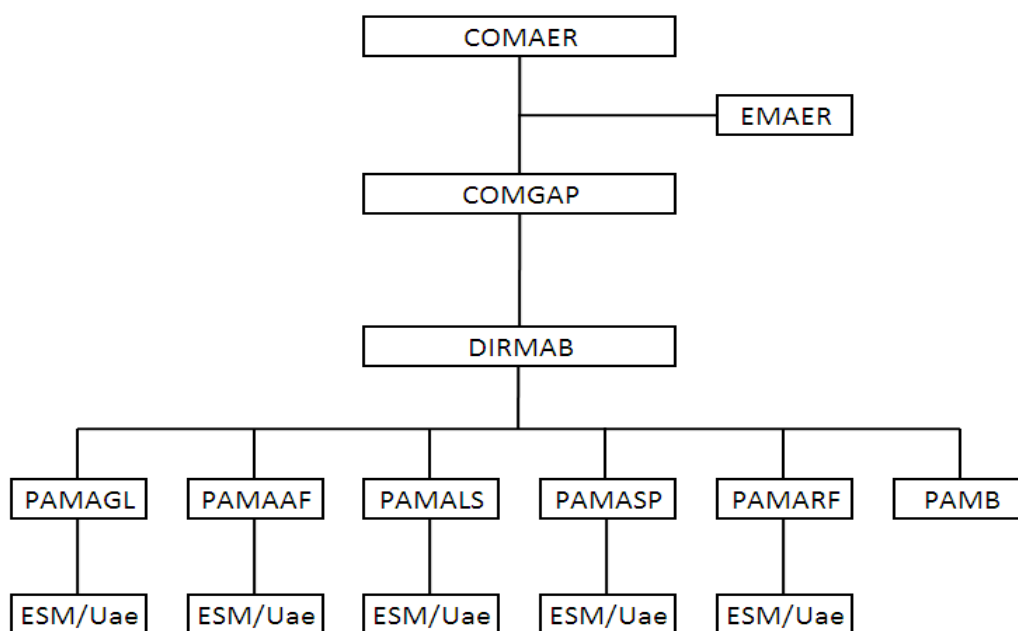 COMAER
EMAER
COMGAP
DIRMAB
PAMAGL PAMAAF PAMALS PAMASP PAMARF PAMB
ESM/Uae ESM/Uae ESM/Uae ESM/Uae ESM/Uae